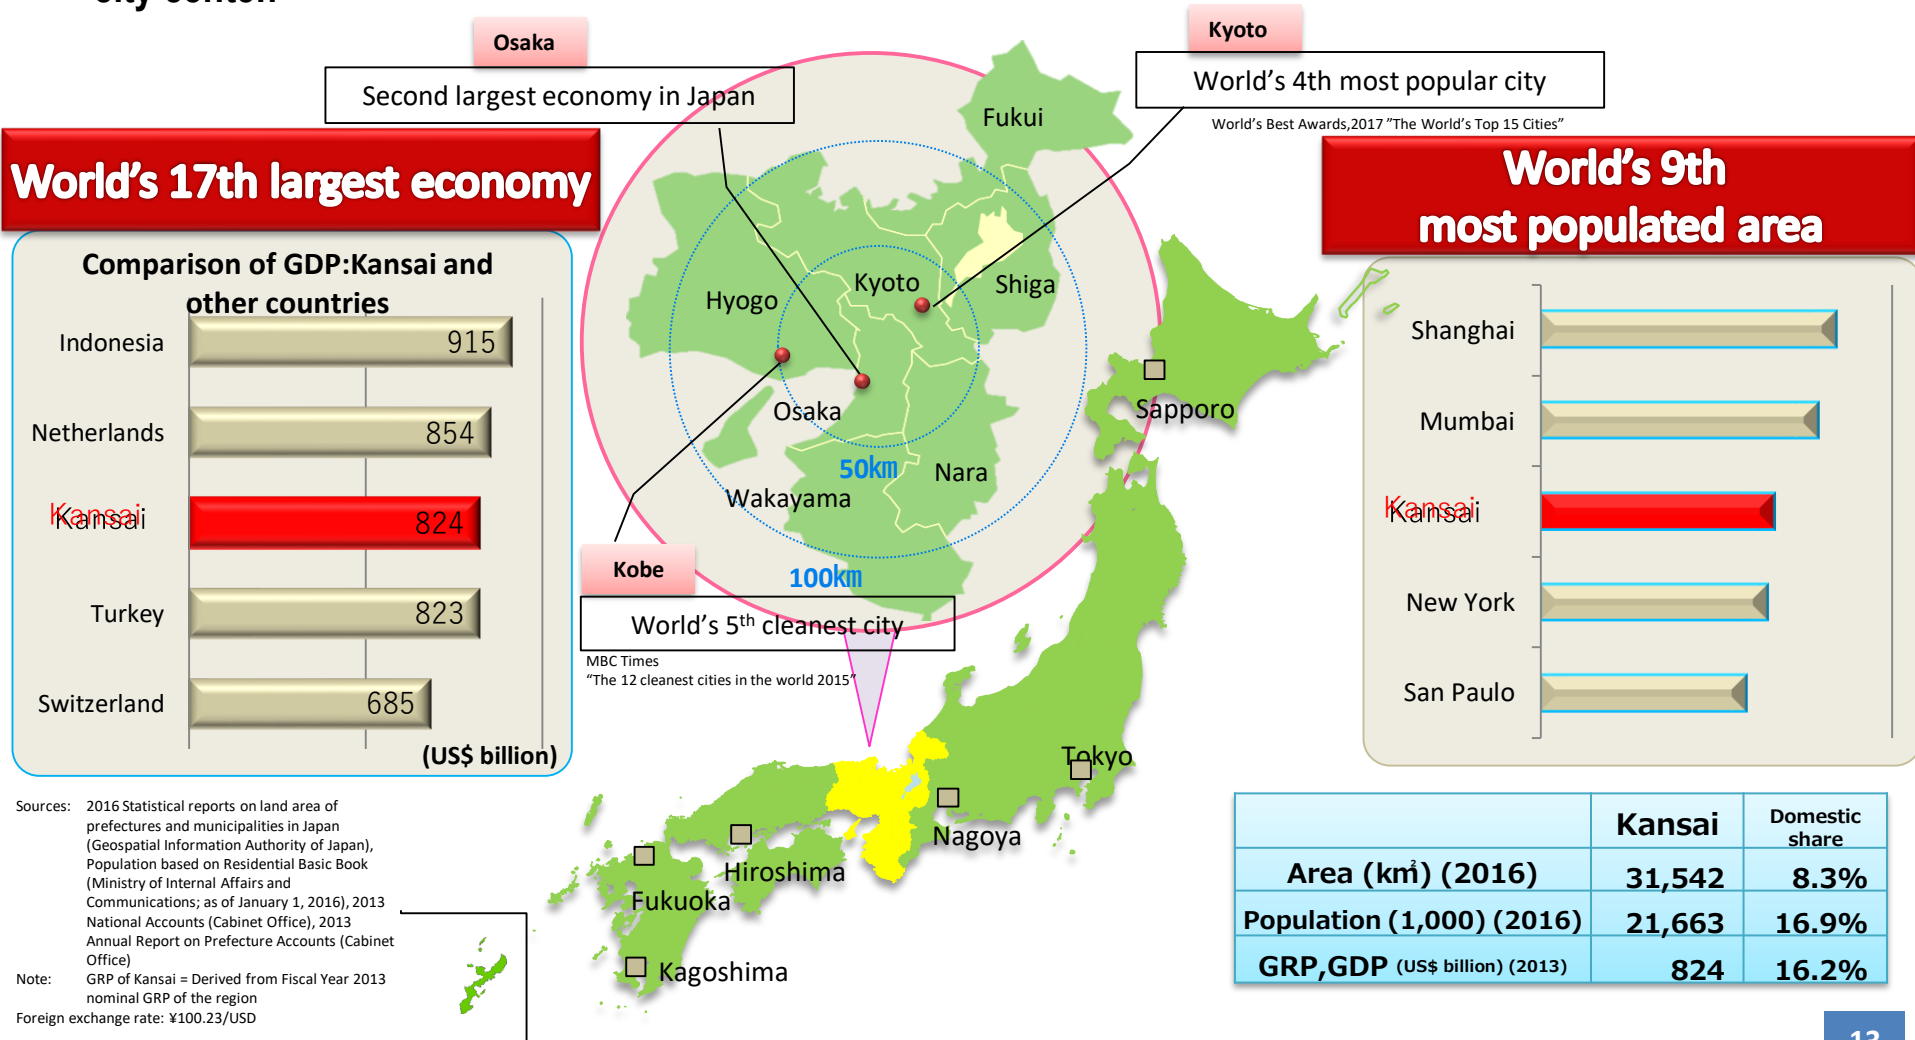 Osaka
Second largest economy in Japan
Kyoto
World's 4th most popular city
World's Best Awards,2017 "The World's Top 15 Cities"
World's 17th largest economy
Comparison of GDP:Kansai and
other countries
Indonesia 915
Netherlands 854
Kansai
Kansai 824
Turkey 823
Switzerland 685
(US$ billion)
Fukui
Hyogo
Kyoto
Shiga
Osaka
50km
Nara
Wakayama
100km
Kobe
World's 5th cleanest city
MBC Times
"The 12 cleanest cities in the world 2015"
World's 9th
most populated area
Shanghai
Mumbai
Kansai
Kansai
New York
San Paulo
Sapporo
Tokyo
Nagoya
Hiroshima
Fukuoka
Kagoshima
Sources: 2016 Statistical reports on land area of
prefectures and municipalities in Japan
(Geospatial Information Authority of Japan),
Population based on Residential Basic Book
(Ministry of Internal Affairs and
Communications; as of January 1, 2016), 2013
National Accounts (Cabinet Office), 2013
Annual Report on Prefecture Accounts (Cabinet
Office)
Note: GRP of Kansai = Derived from Fiscal Year 2013
nominal GRP of the region
Foreign exchange rate: ¥100.23/USD
Kansai Domestic
share
Area (km²) (2016) 31,542 8.3%
Population (1,000) (2016) 21,663 16.9%
GRP,GDP (US$ billion) (2013) 824 16.2%